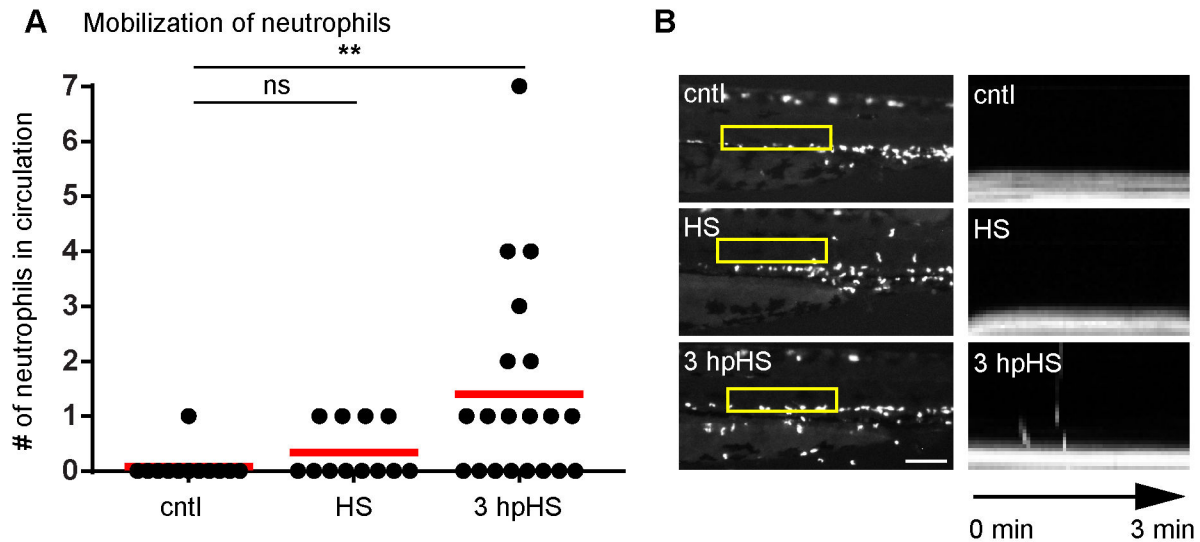 A Mobilization of neutrophils
**
ns
# of neutrophils in circulation
7
6
5
4
3
2
1
0
cntl HS 3 hpHS
B
cntl cntl
HS HS
3 hpHS 3 hpHS
0 min 3 min